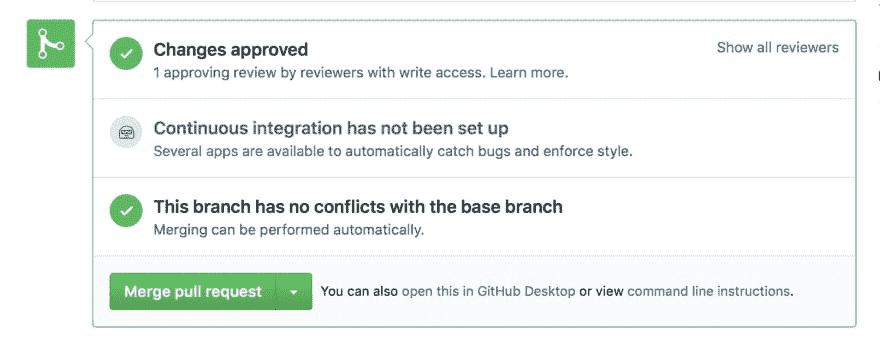 Changes approved
Show all reviewers
1 approving review by reviewers with write access. Learn more.
Continuous integration has not been set up
Several apps are available to automatically catch bugs and enforce style.
This branch has no conflicts with the base branch
Merging can be performed automatically.
Merge pull request You can also open this in GitHub Desktop or view command line instructions.